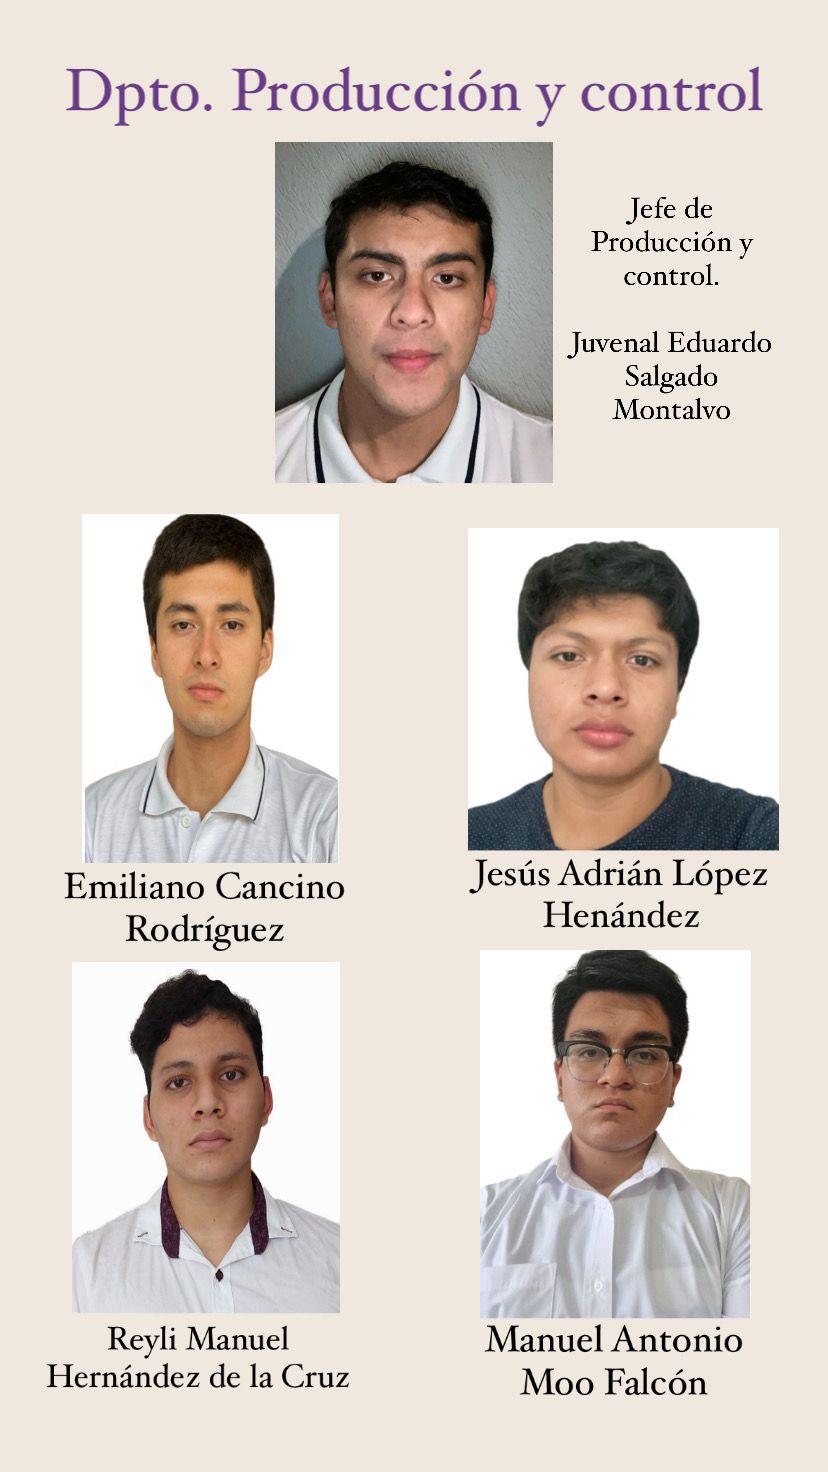 Dpto. Producción y control
Jefe de
Producción y
control.
Juvenal Eduardo
Salgado
Montalvo
Emiliano Cancino
Rodríguez
Jesús Adrián López
Henández
Reyli Manuel
Hernández de la Cruz
Manuel Antonio
Moo Falcón